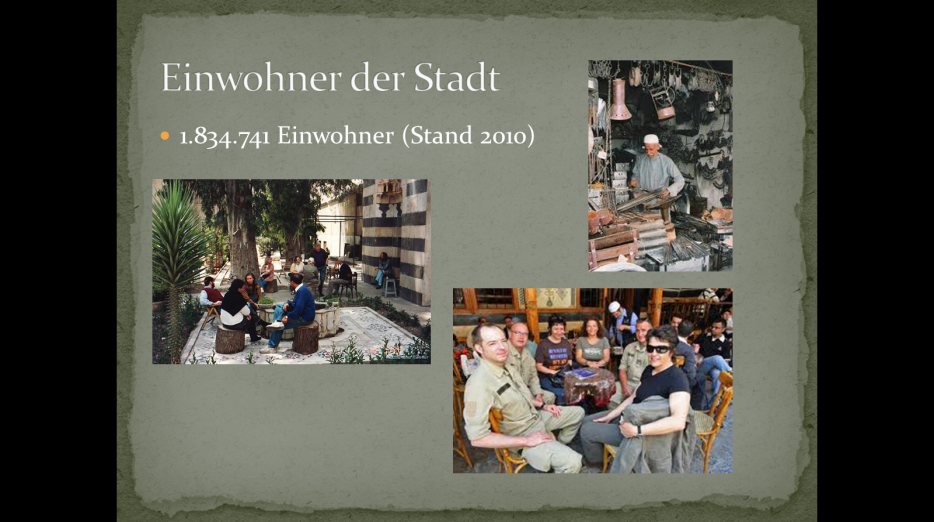 Einwohner der Stadt
1.834.741 Einwohner (Stand 2010)